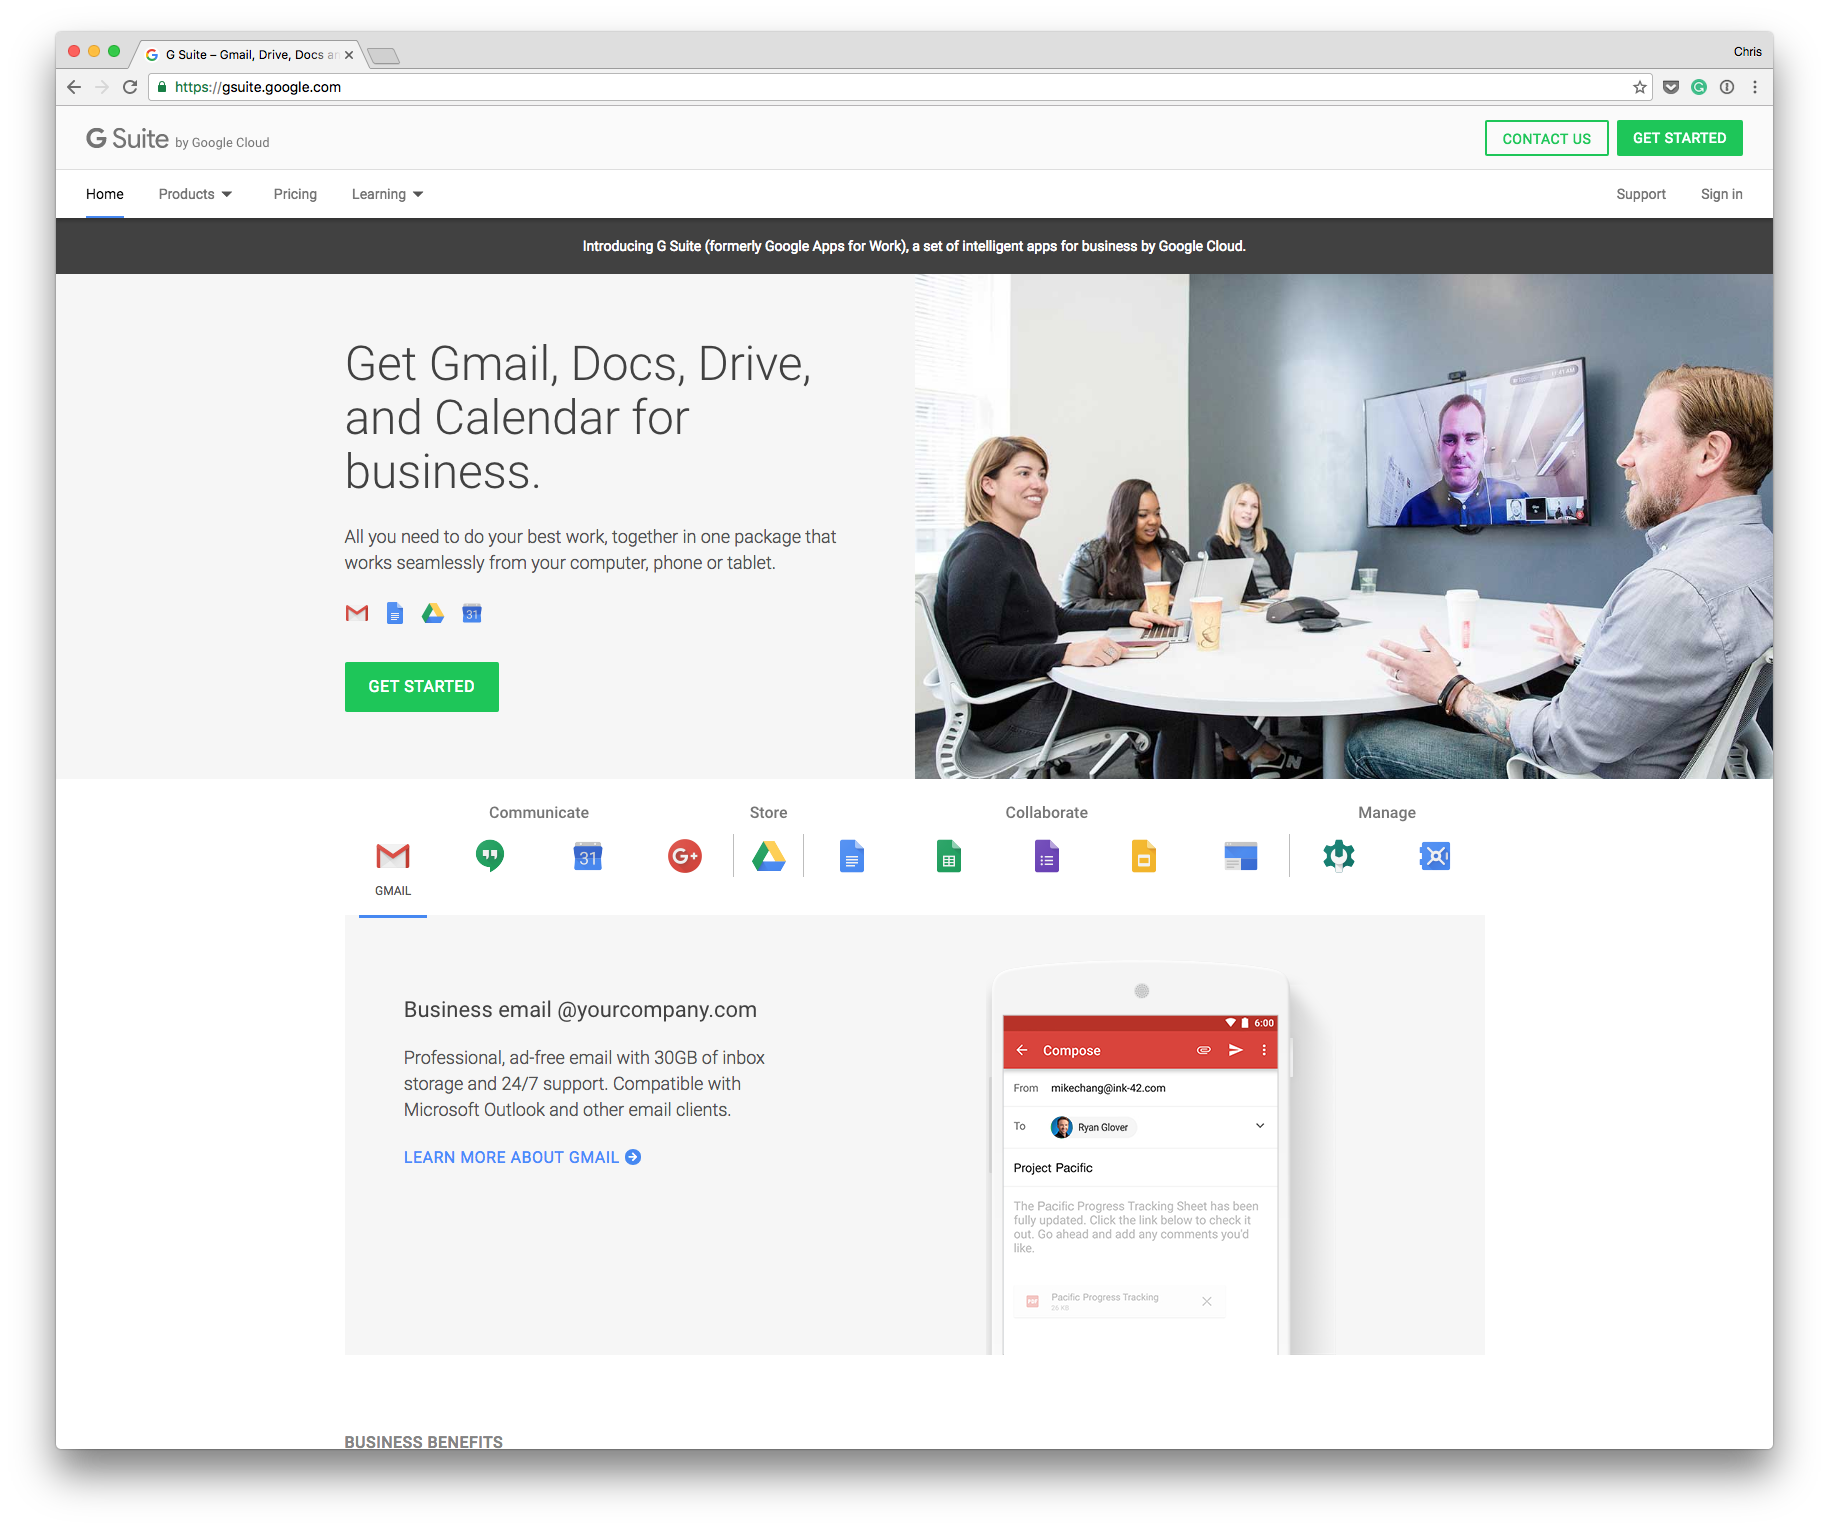 G Suite – Gmail, Drive, Docs an
Chris
https://gsuite.google.com
G Suite by Google Cloud
CONTACT US
GET STARTED
Home
Products
Pricing
Learning
Support
Sign in
Introducing G Suite (formerly Google Apps for Work), a set of intelligent apps for business by Google Cloud.
Get Gmail, Docs, Drive,
and Calendar for
business.
All you need to do your best work, together in one package that
works seamlessly from your computer, phone or tablet.
31
GET STARTED
Communicate
Store
Collaborate
Manage
31
G+
GMAIL
Business email @yourcompany.com
Professional, ad-free email with 30GB of inbox
storage and 24/7 support. Compatible with
Microsoft Outlook and other email clients.
LEARN MORE ABOUT GMAIL
6:00
Compose
From mikechang@ink-42.com
To Ryan Glover
Project Pacific
The Pacific Progress Tracking Sheet has been
fully updated. Click the link below to check it
out. Go ahead and add any comments you'd
like.
PDF
Pacific Progress Tracking
BUSINESS BENEFITS